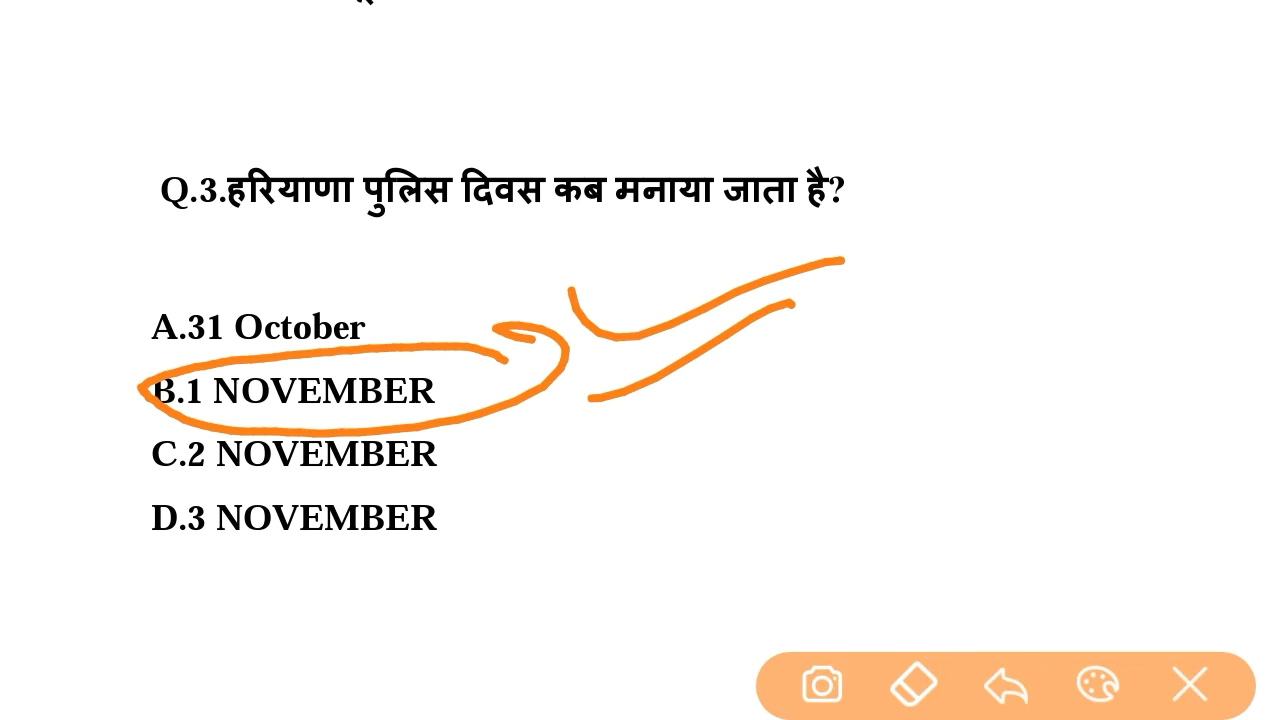 Q.3.हरियाणा पुलिस दिवस कब मनाया जाता है?
A.31 October
B.1 NOVEMBER
C.2 NOVEMBER
D.3 NOVEMBER